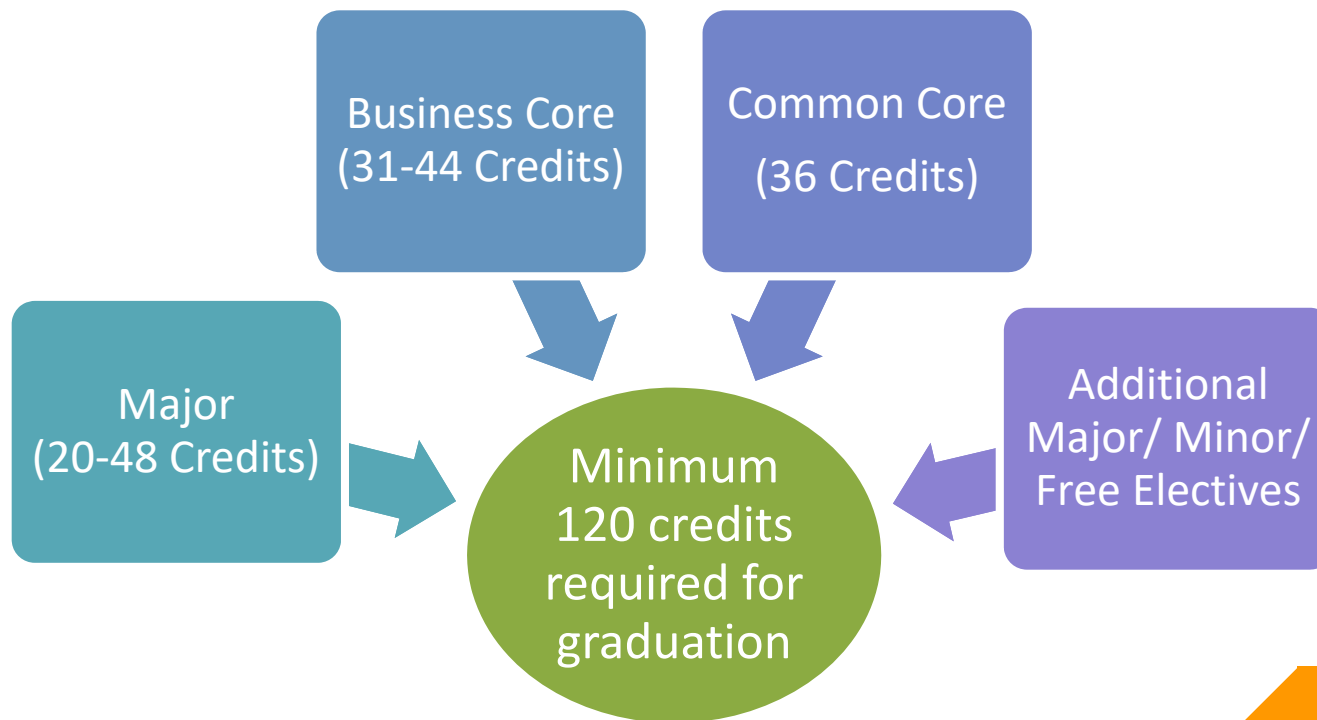 Business Core
(31-44 Credits)
Common Core
(36 Credits)
Major
(20-48 Credits)
Additional
Major/ Minor/
Free Electives
Minimum
120 credits
required for
graduation